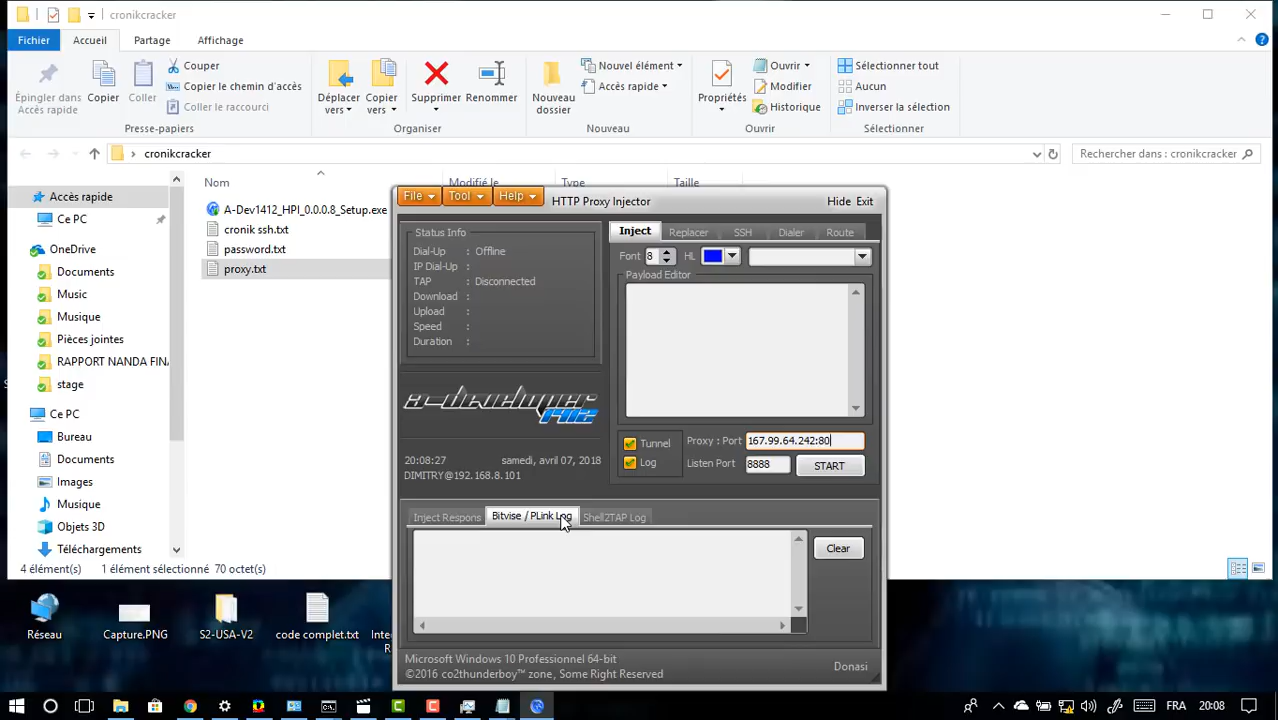 cronikcracker
Fichier Accueil Partage Affichage
Épingler dans Accès rapide
Copier
Coller
Couper
Copier le chemin d'accès
Coller le raccourci
Presse-papiers
Déplacer vers
Copier vers
Supprimer
Renommer
Organiser
Nouveau dossier
Nouvel élément
Accès rapide
Nouveau
Propriétés
Ouvrir
Modifier
Historique
Ouvrir
Sélectionner tout
Aucun
Inverser la sélection
Sélectionner
cronikcracker
Rechercher dans : cronikcracker
Accès rapide
Ce PC
OneDrive
Documents
Music
Musique
Pièces jointes
RAPPORT NANDA FINA
stage
Ce PC
Bureau
Documents
Images
Musique
Objets 3D
Téléchargements
Nom Modifié le Type Taille
A-Dev1412_HPI_0.0.0.8_Setup.exe
cronik ssh.txt
password.txt
proxy.txt
4 élément(s) 1 élément sélectionné 70 octet(s)
File Tool Help HTTP Proxy Injector Hide Exit
Status Info
Dial-Up : Offline
IP Dial-Up :
TAP : Disconnected
Download :
Upload :
Speed :
Duration :
a-developer
1412
20:08:27 samedi, avril 07, 2018
DIMITRY@192.168.8.101
Inject Replacer SSH Dialer Route
Font 8 HL
Payload Editor
Tunnel Proxy : Port 167.99.64.242:80
Log Listen Port 8888 START
Inject Respons Bitvise / PLink Log Shell2TAP Log
Clear
Microsoft Windows 10 Professionnel 64-bit
©2016 co2thunderboy™ zone, Some Right Reserved
Donasi
Réseau
Capture.PNG
S2-USA-V2
code complet.txt
FRA 20:08